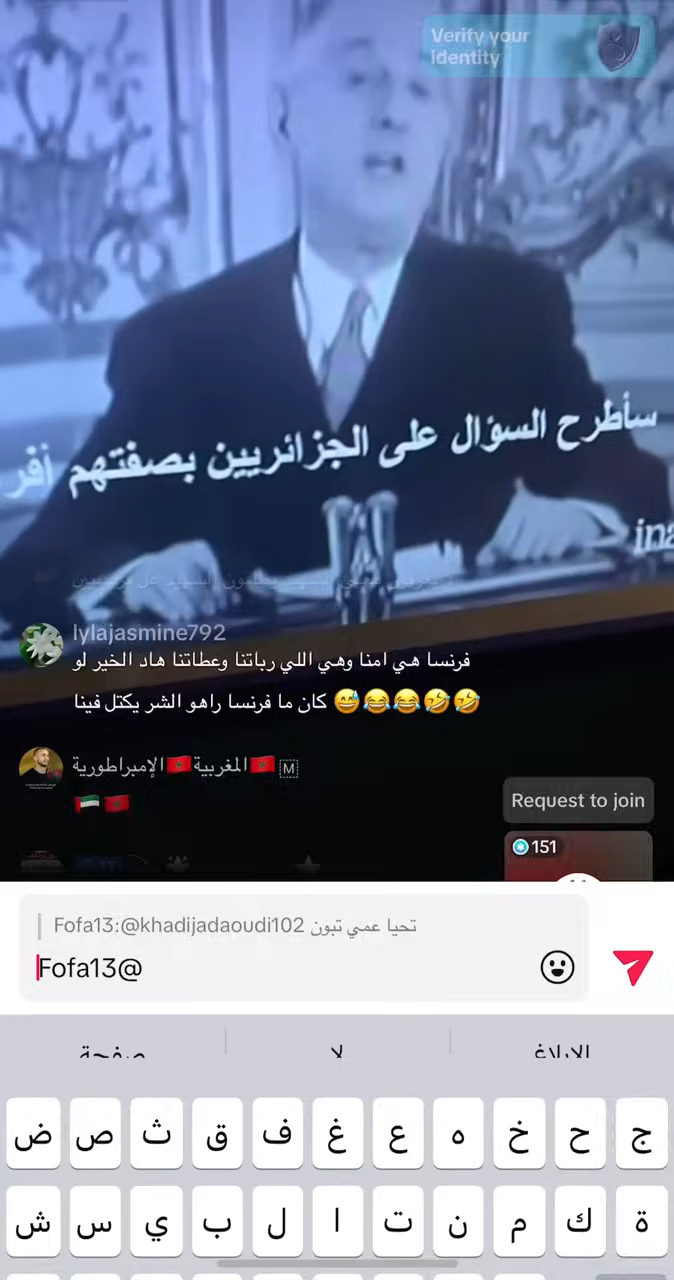 Verify your
identity
سأطرح السؤال على الجزائريين بصفتهم أفر
ina
lylajasmine792
فرنسا هي امنا وهي اللي رباتنا وعطاتنا هاد الخير لو
كان ما فرنسا راهو الشر يكتل فينا 😅😂😂🤣🤣
🄼🇲🇦المغربية🇲🇦الإمبراطورية
🇦🇪🇲🇦
Request to join
151
Fofa13:@khadijadaoudi102 تحيا عمي تبون
Fofa13@
صفحة
لا
الإبلاغ
ض ص ث ق ف غ ع ه خ ح ج
ش س ي ب ل ا ت ن م ك ة